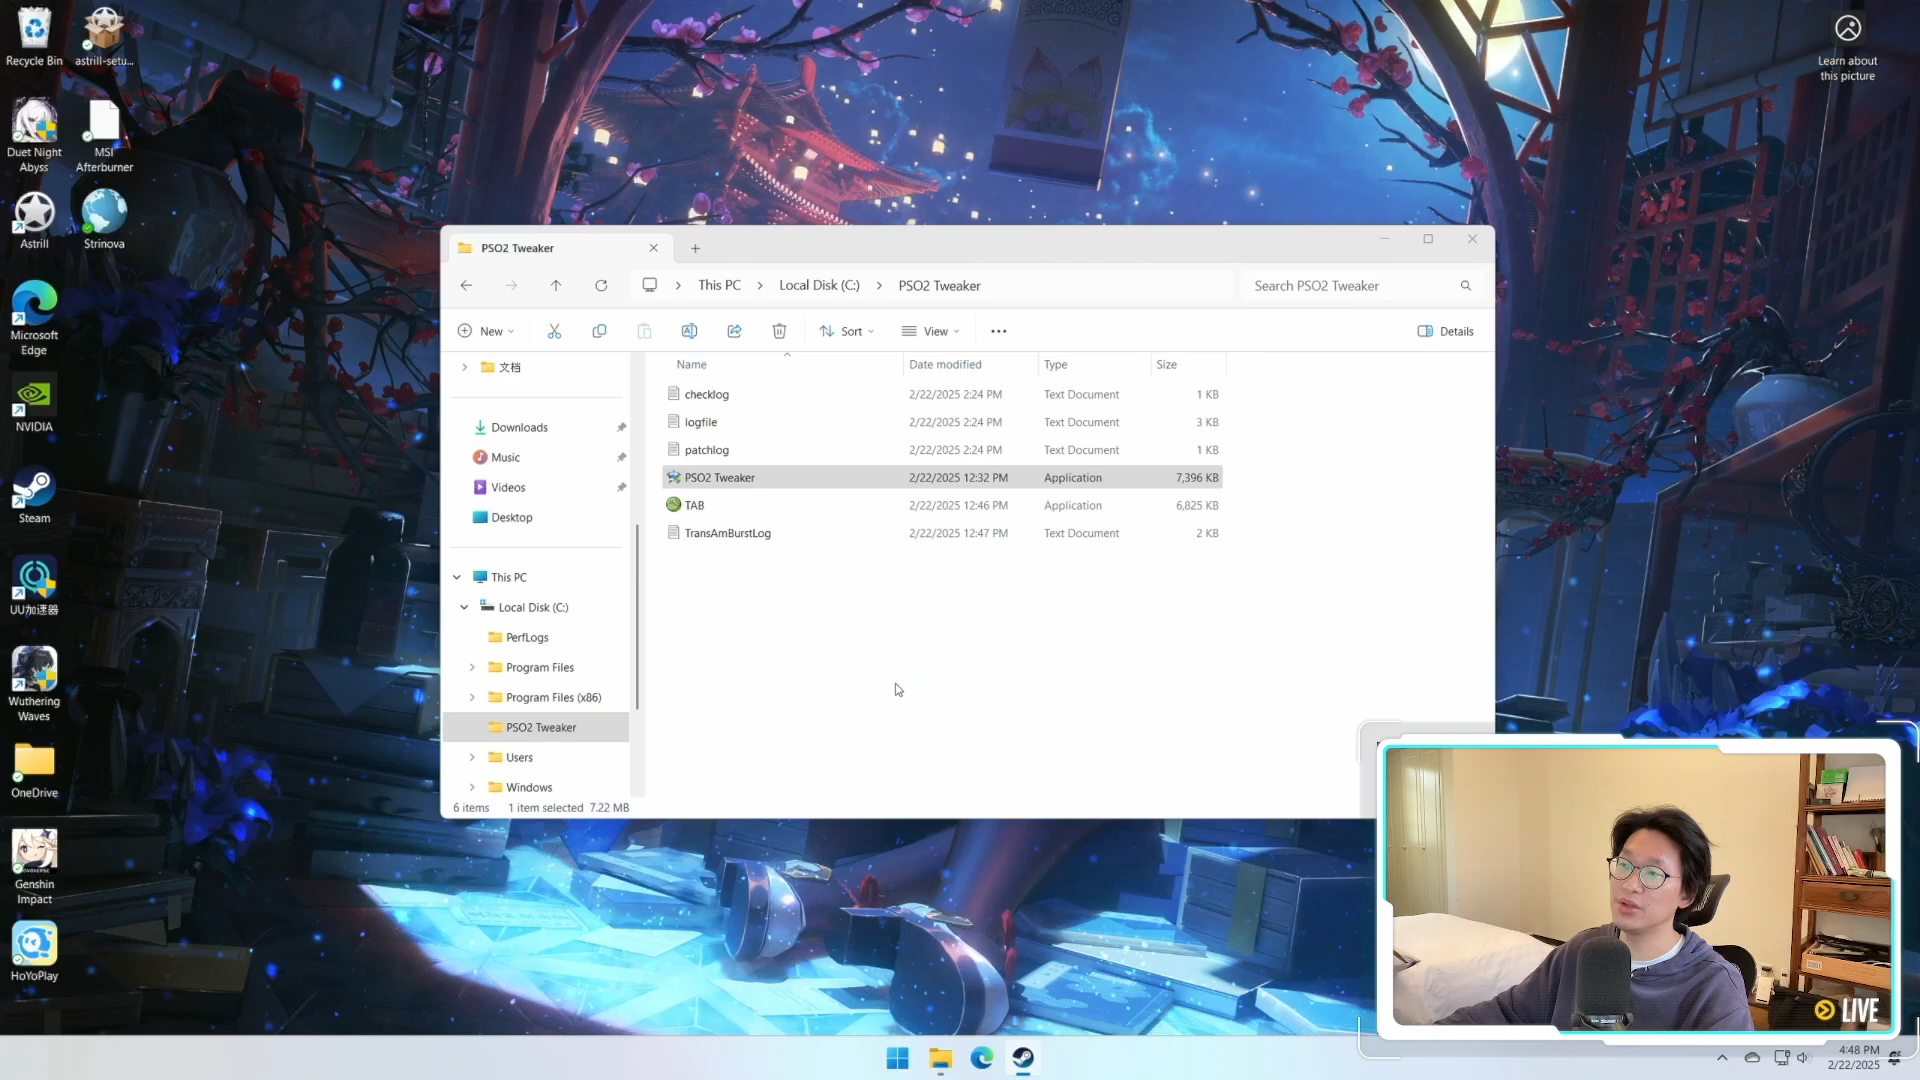 Recycle Bin
astrill-setu...
Duet Night
Abyss
MSI
Afterburner
Astrill
Strinova
Microsoft
Edge
NVIDIA
Steam
UU加速器
Wuthering
Waves
OneDrive
Genshin
Impact
HoYoPlay
Learn about
this picture
PSO2 Tweaker
This PC
Local Disk (C:)
PSO2 Tweaker
Search PSO2 Tweaker
New
Sort
View
Details
文档
Downloads
Music
Videos
Desktop
This PC
Local Disk (C:)
PerfLogs
Program Files
Program Files (x86)
PSO2 Tweaker
Users
Windows
Name Date modified Type Size
checklog 2/22/2025 2:24 PM Text Document 1 KB
logfile 2/22/2025 2:24 PM Text Document 3 KB
patchlog 2/22/2025 2:24 PM Text Document 1 KB
PSO2 Tweaker 2/22/2025 12:32 PM Application 7,396 KB
TAB 2/22/2025 12:46 PM Application 6,825 KB
TransAmBurstLog 2/22/2025 12:47 PM Text Document 2 KB
6 items 1 item selected 7.22 MB
LIVE
4:48 PM
2/22/2025